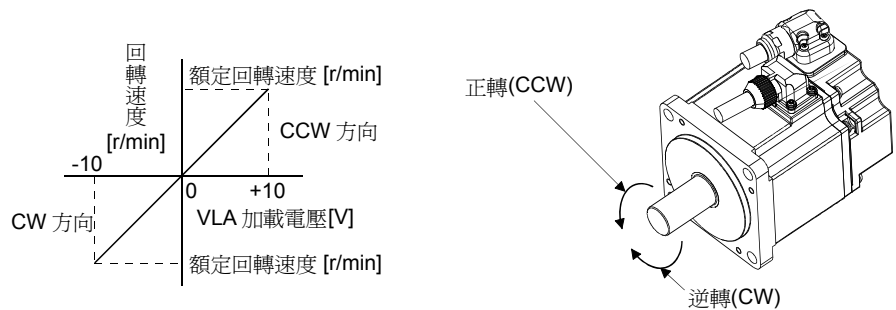 回轉速度
[r/min]
額定回轉速度 [r/min]
CCW 方向
-10
0
+10
CW 方向
VLA 加載電壓[V]
額定回轉速度 [r/min]
正轉(CCW)
逆轉(CW)